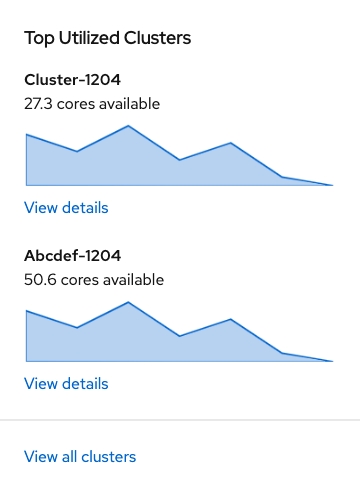 Top Utilized Clusters
Cluster-1204
27.3 cores available
View details
Abcdef-1204
50.6 cores available
View details
View all clusters